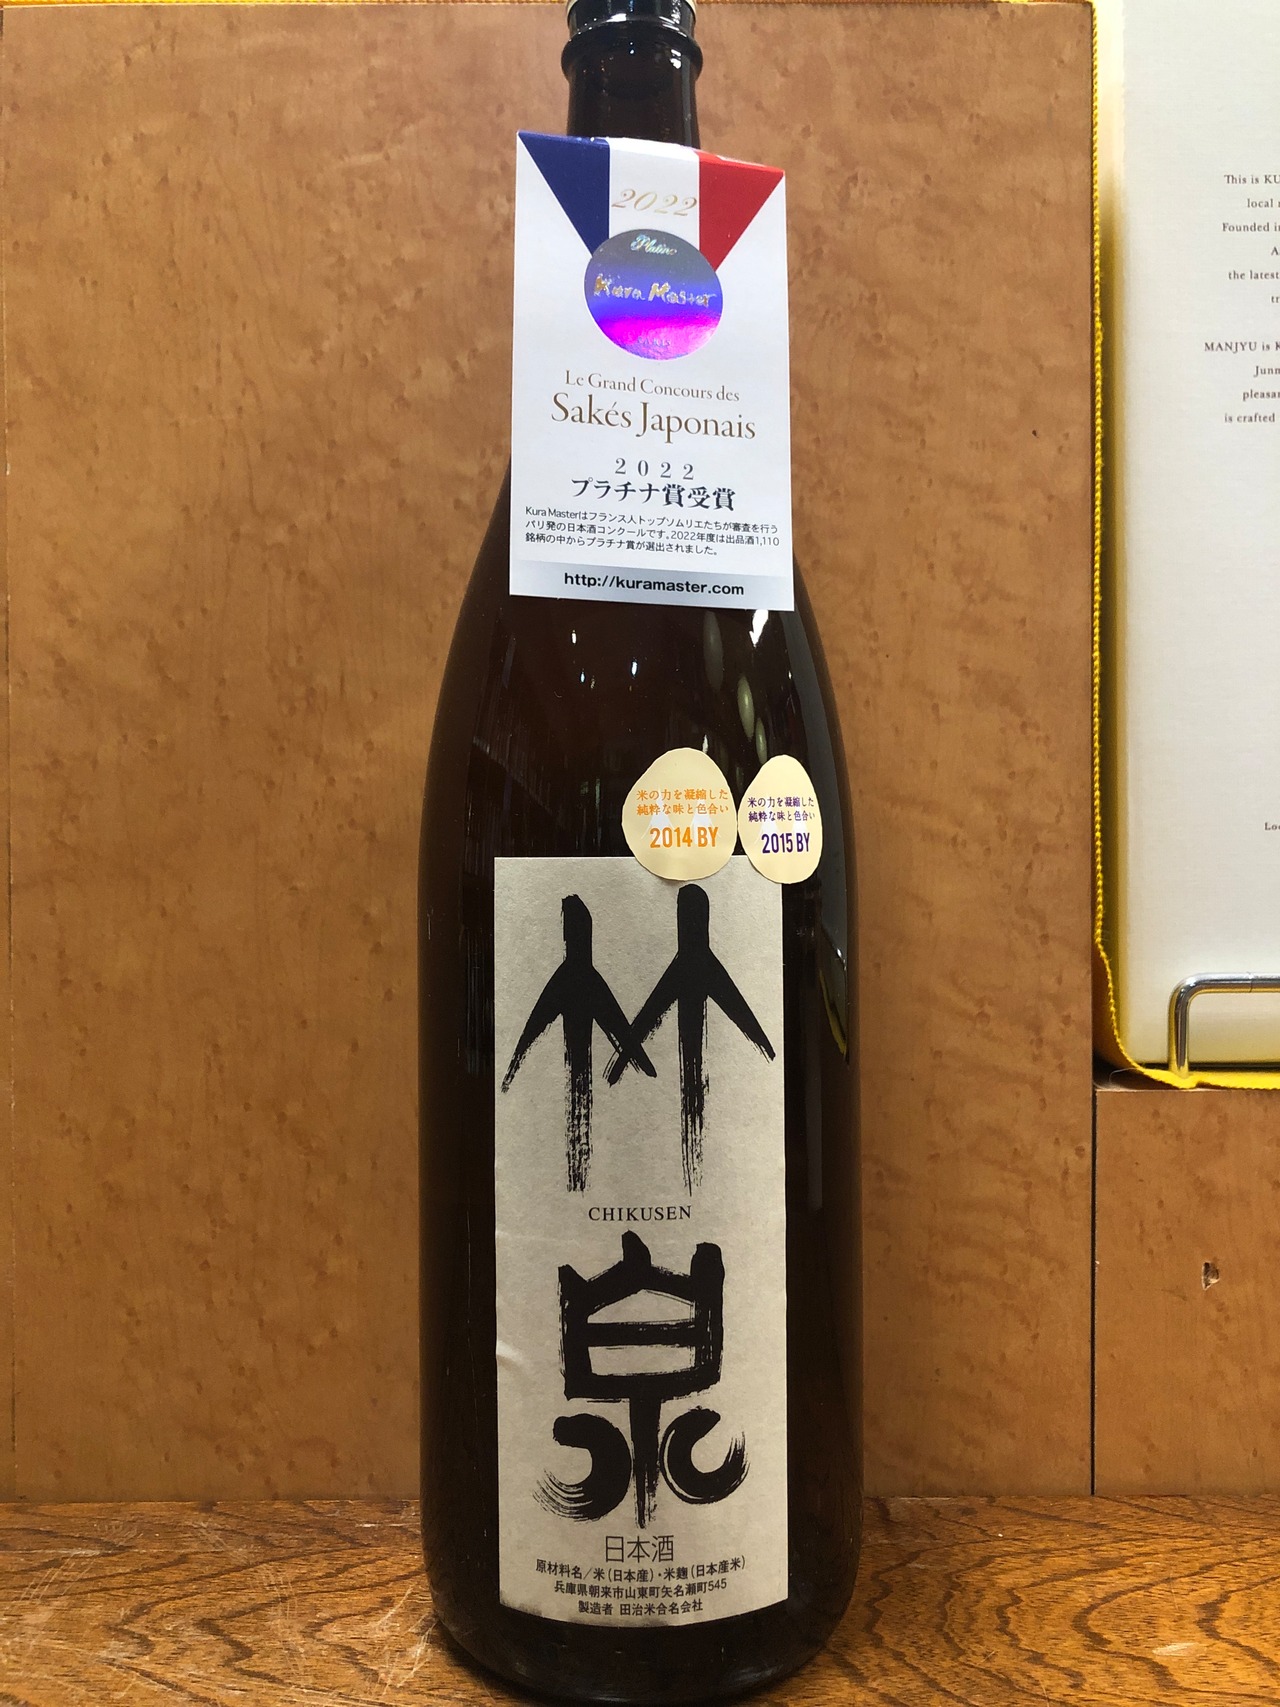 2022
Platine
Kura Master
Le Grand Concours des
Sakés Japonais
2022
プラチナ賞受賞
Kura Masterはフランス人トップソムリエたちが審査を行う
パリ発の日本酒コンクールです。2022年度は出品酒1,110
銘柄の中からプラチナ賞が選出されました。
http://kuramaster.com
米の力を凝縮した
純粋な味と色合い
2014 BY
米の力を凝縮した
純粋な味と色合い
2015 BY
竹
CHIKUSEN
泉
日本酒
原材料名/米(日本産)・米麹(日本産米)
兵庫県朝来市山東町矢名瀬町545
製造者 田治米合名会社
This is
local
Founded
the latest
MANJYU is
is crafted